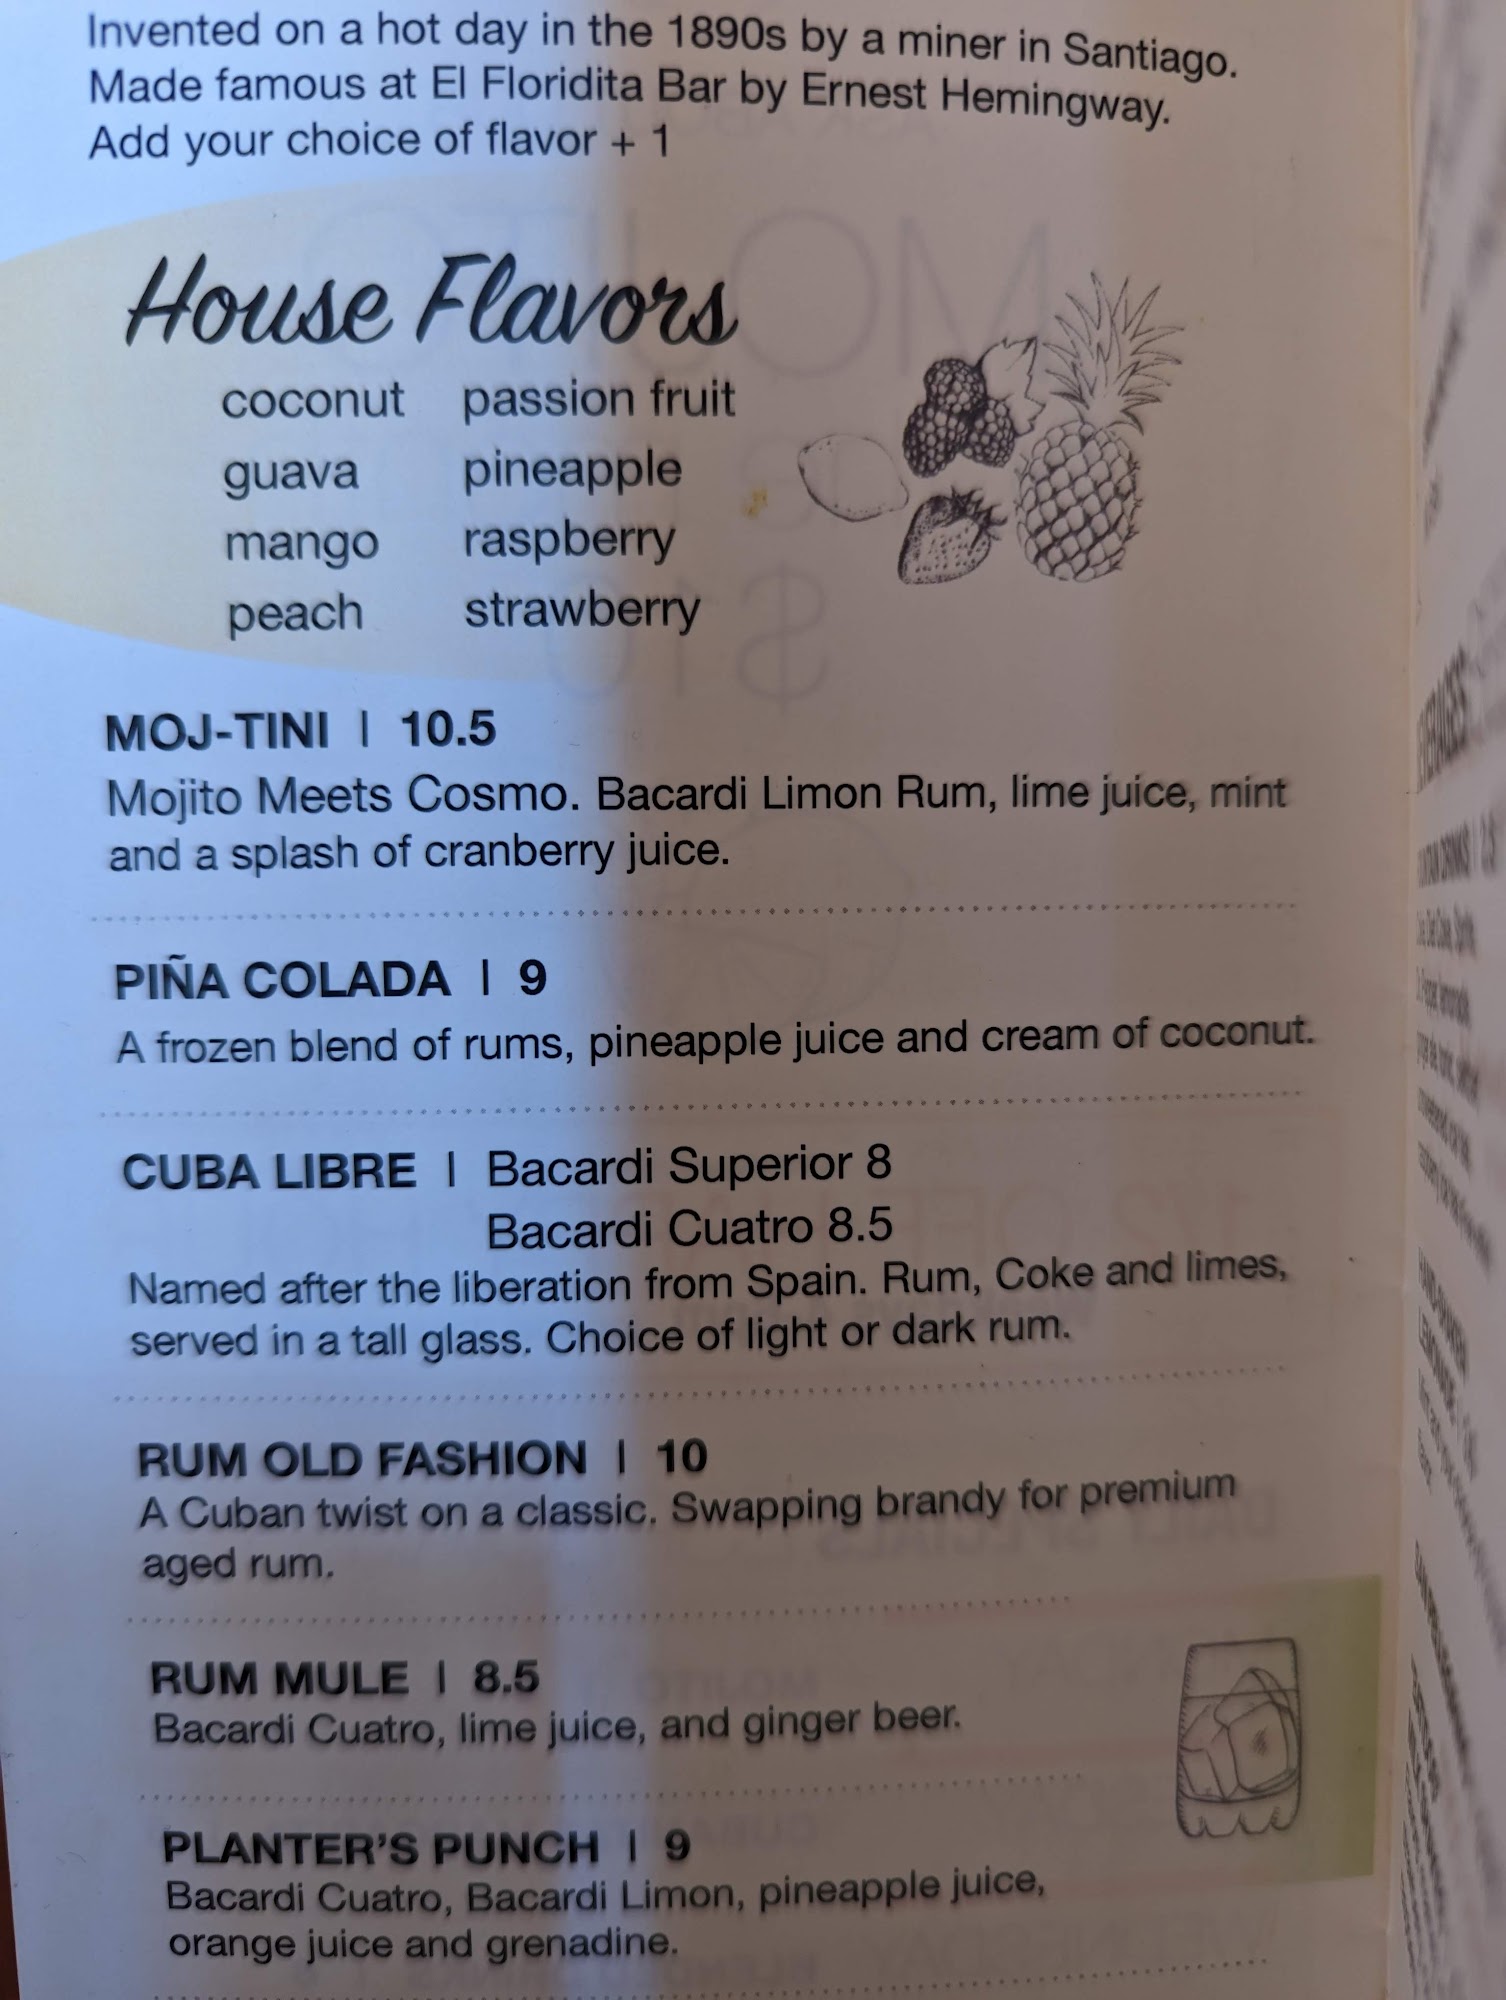 Invented on a hot day in the 1890s by a miner in Santiago.
Made famous at El Floridita Bar by Ernest Hemingway.
Add your choice of flavor + 1
House Flavors
coconut passion fruit
guava pineapple
mango raspberry
peach strawberry
MOJ-TINI | 10.5
Mojito Meets Cosmo. Bacardi Limon Rum, lime juice, mint
and a splash of cranberry juice.
PIÑA COLADA | 9
A frozen blend of rums, pineapple juice and cream of coconut.
CUBA LIBRE | Bacardi Superior 8
Bacardi Cuatro 8.5
Named after the liberation from Spain. Rum, Coke and limes,
served in a tall glass. Choice of light or dark rum.
RUM OLD FASHION | 10
A Cuban twist on a classic. Swapping brandy for premium
aged rum.
RUM MULE | 8.5
Bacardi Cuatro, lime juice, and ginger beer.
PLANTER'S PUNCH | 9
Bacardi Cuatro, Bacardi Limon, pineapple juice,
orange juice and grenadine.